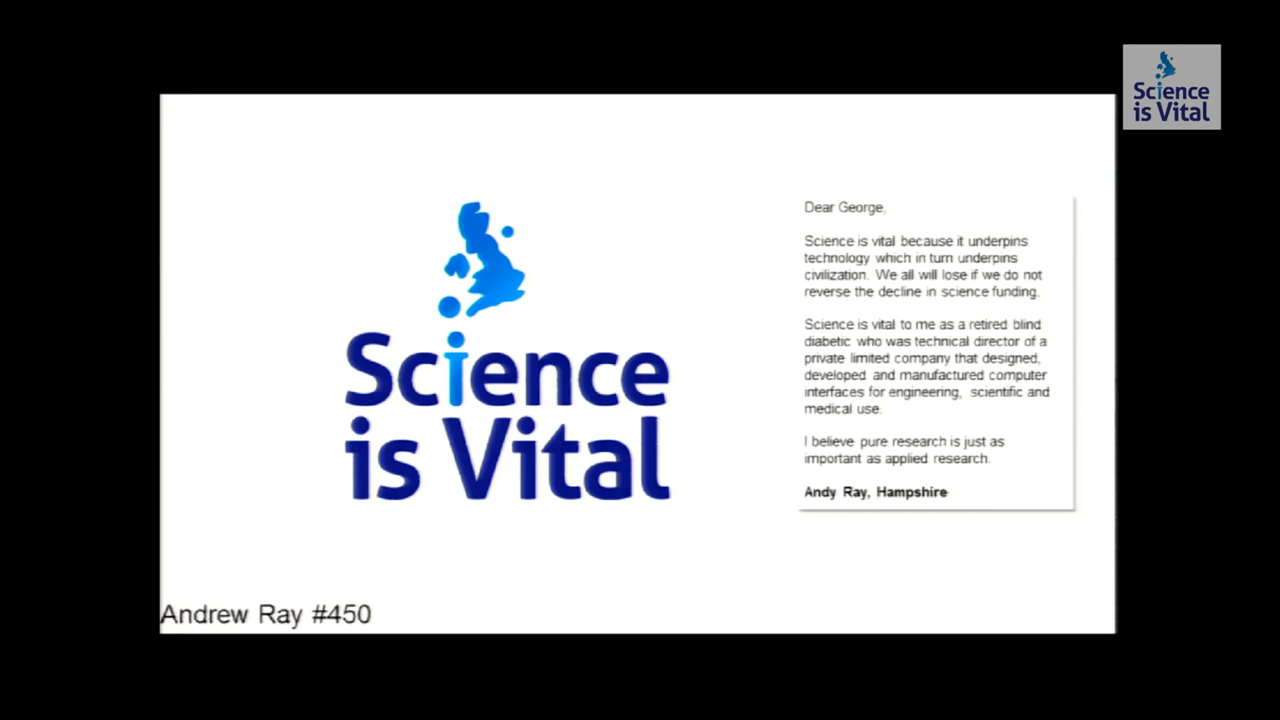 Science
is Vital
Science
is Vital
Dear George,
Science is vital because it underpins
technology which in turn underpins
civilization. We all will lose if we do not
reverse the decline in science funding.
Science is vital to me as a retired blind
diabetic who was technical director of a
private limited company that designed,
developed and manufactured computer
interfaces for engineering, scientific and
medical use.
I believe pure research is just as
important as applied research.
Andy Ray, Hampshire
Andrew Ray #450